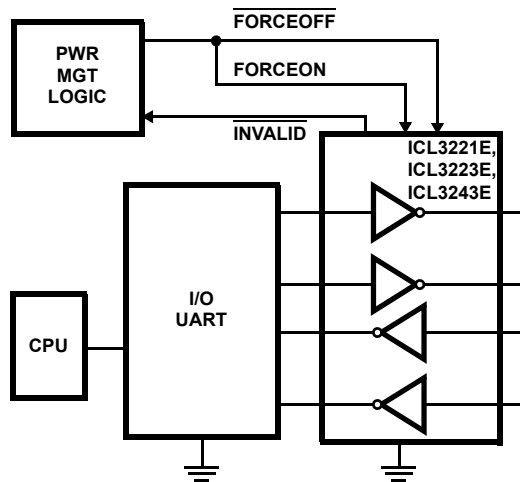 FORCEOFF
PWR
MGT
LOGIC
FORCEON
INVALID
ICL3221E,
ICL3223E,
ICL3243E
I/O
UART
CPU